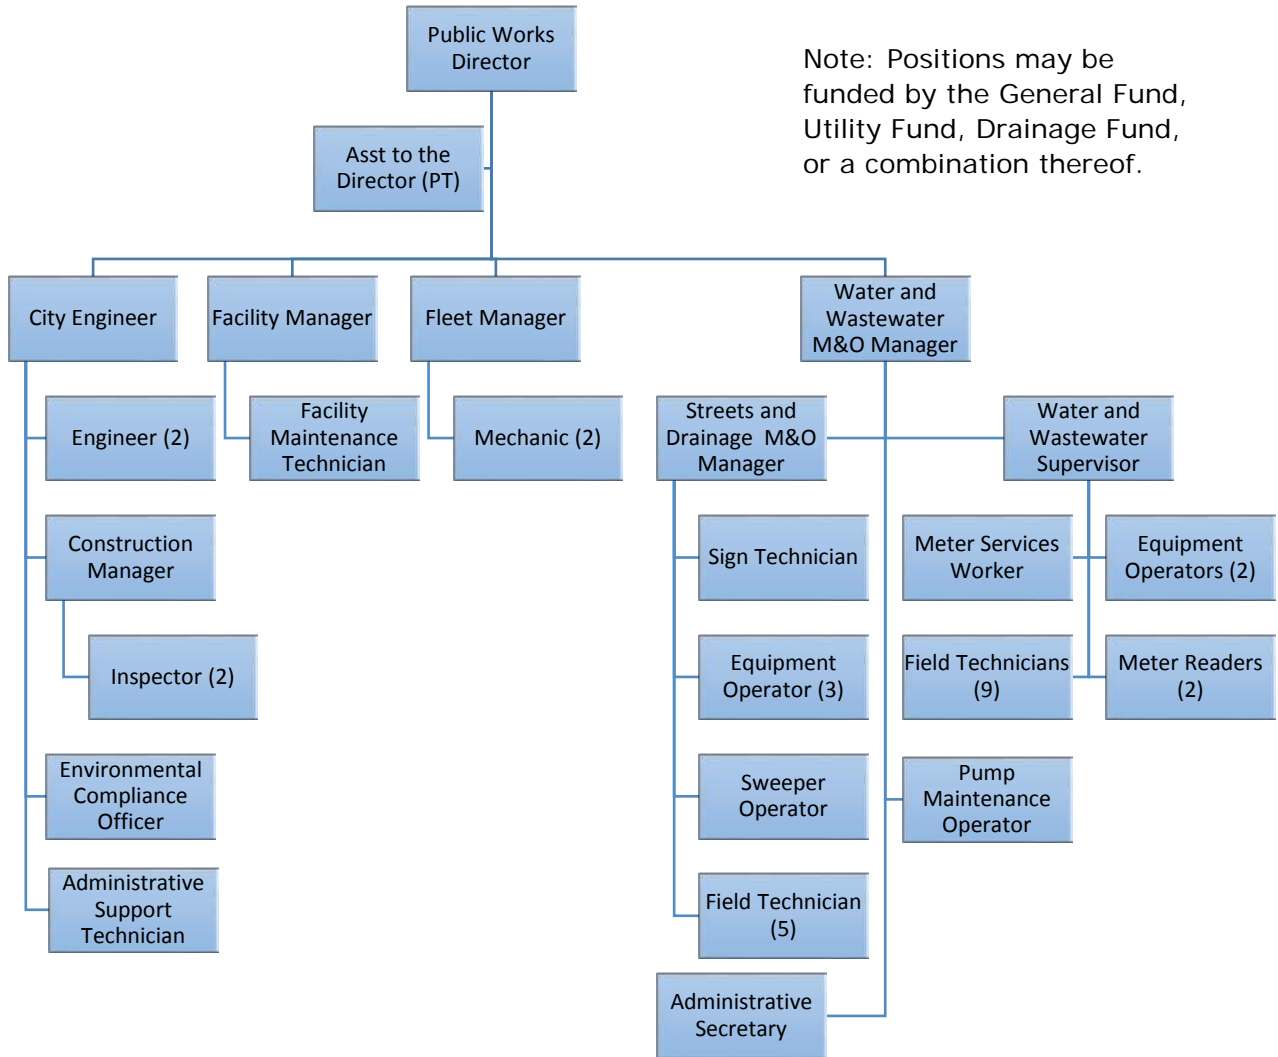 Public Works
Director
Note: Positions may be
funded by the General Fund,
Utility Fund, Drainage Fund,
or a combination thereof.
Asst to the
Director (PT)
City Engineer
Facility Manager
Fleet Manager
Water and
Wastewater
M&O Manager
Engineer (2)
Facility
Maintenance
Technician
Mechanic (2)
Streets and
Drainage M&O
Manager
Water and
Wastewater
Supervisor
Construction
Manager
Sign Technician
Meter Services
Worker
Equipment
Operators (2)
Inspector (2)
Equipment
Operator (3)
Field Technicians
(9)
Meter Readers
(2)
Environmental
Compliance
Officer
Sweeper
Operator
Pump
Maintenance
Operator
Administrative
Support
Technician
Field Technician
(5)
Administrative
Secretary